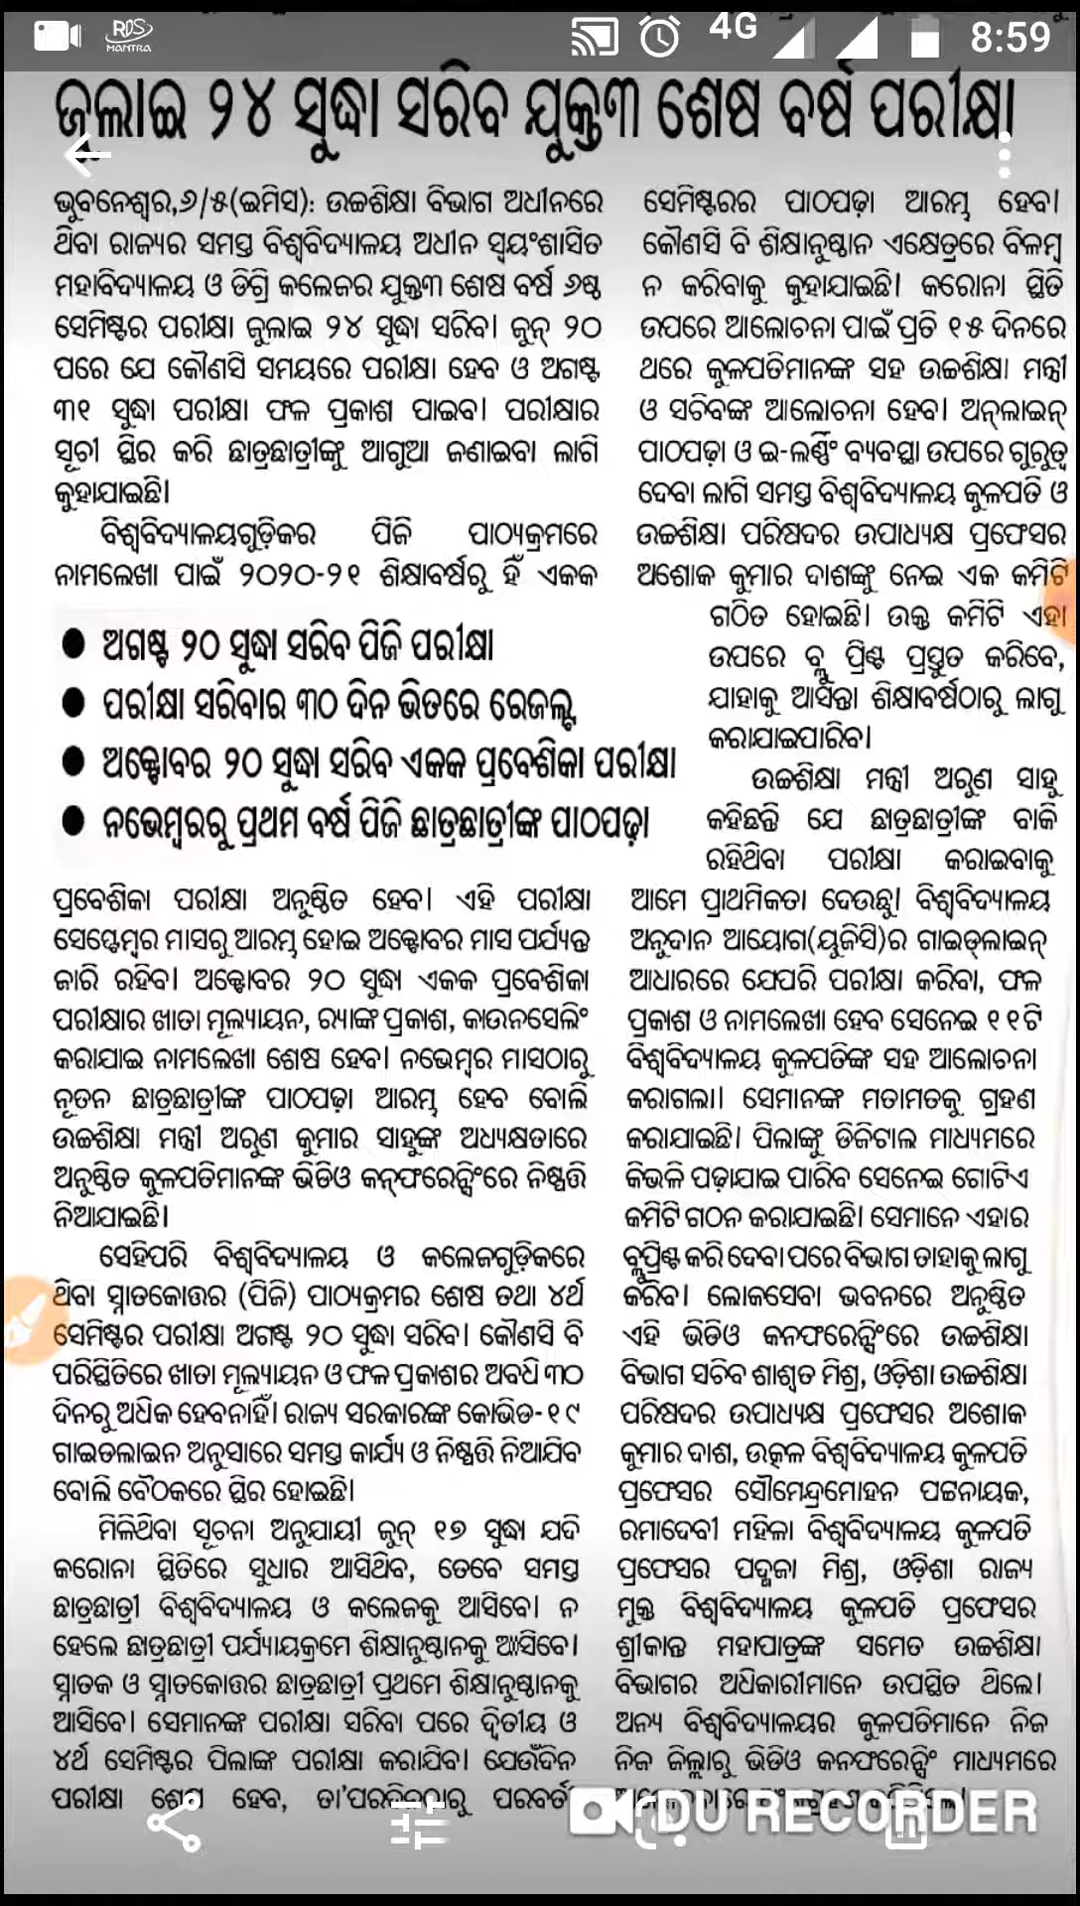 RDS
MANTRA
4G
8:59
ଜୁଲାଇ ୨୪ ସୁଦ୍ଧା ସରିବ ଯୁକ୍ତ୩ ଶେଷ ବର୍ଷ ପରୀକ୍ଷା
ଭୁବନେଶ୍ୱର,୬/୫(ଇମିସ): ଉଚ୍ଚଶିକ୍ଷା ବିଭାଗ ଅଧୀନରେ
ଥିବା ରାଜ୍ୟର ସମସ୍ତ ବିଶ୍ୱବିଦ୍ୟାଳୟ ଅଧୀନ ସ୍ୱୟଂଶାସିତ
ମହାବିଦ୍ୟାଳୟ ଓ ଡିଗ୍ରି କଲେଜର ଯୁକ୍ତ୩ ଶେଷ ବର୍ଷ ୬ଷ୍ଠ
ସେମିଷ୍ଟର ପରୀକ୍ଷା ଜୁଲାଇ ୨୪ ସୁଦ୍ଧା ସରିବ। ଜୁନ୍ ୨୦
ପରେ ଯେ କୌଣସି ସମୟରେ ପରୀକ୍ଷା ହେବ ଓ ଅଗଷ୍ଟ
୩୧ ସୁଦ୍ଧା ପରୀକ୍ଷା ଫଳ ପ୍ରକାଶ ପାଇବ। ପରୀକ୍ଷାର
ସୂଚୀ ସ୍ଥିର କରି ଛାତ୍ରଛାତ୍ରୀଙ୍କୁ ଆଗୁଆ ଜଣାଇବା ଲାଗି
କୁହାଯାଇଛି।
ବିଶ୍ୱବିଦ୍ୟାଳୟଗୁଡ଼ିକର ପିଜି ପାଠ୍ୟକ୍ରମରେ
ନାମଲେଖା ପାଇଁ ୨୦୨୦-୨୧ ଶିକ୍ଷାବର୍ଷରୁ ହିଁ ଏକକ
● ଅଗଷ୍ଟ ୨୦ ସୁଦ୍ଧା ସରିବ ପିଜି ପରୀକ୍ଷା
● ପରୀକ୍ଷା ସରିବାର ୩୦ ଦିନ ଭିତରେ ରେଜଲ୍ଟ
● ଅକ୍ଟୋବର ୨୦ ସୁଦ୍ଧା ସରିବ ଏକକ ପ୍ରବେଶିକା ପରୀକ୍ଷା
● ନଭେମ୍ବରରୁ ପ୍ରଥମ ବର୍ଷ ପିଜି ଛାତ୍ରଛାତ୍ରୀଙ୍କ ପାଠପଢ଼ା
ପ୍ରବେଶିକା ପରୀକ୍ଷା ଅନୁଷ୍ଠିତ ହେବ। ଏହି ପରୀକ୍ଷା
ସେପ୍ଟେମ୍ବର ମାସରୁ ଆରମ୍ଭ ହୋଇ ଅକ୍ଟୋବର ମାସ ପର୍ଯ୍ୟନ୍ତ
ଜାରି ରହିବ। ଅକ୍ଟୋବର ୨୦ ସୁଦ୍ଧା ଏକକ ପ୍ରବେଶିକା
ପରୀକ୍ଷାର ଖାତା ମୂଲ୍ୟାୟନ, ର‍୍ୟାଙ୍କ ପ୍ରକାଶ, କାଉନସେଲିଂ
କରାଯାଇ ନାମଲେଖା ଶେଷ ହେବ। ନଭେମ୍ବର ମାସଠାରୁ
ନୂତନ ଛାତ୍ରଛାତ୍ରୀଙ୍କ ପାଠପଢ଼ା ଆରମ୍ଭ ହେବ ବୋଲି
ଉଚ୍ଚଶିକ୍ଷା ମନ୍ତ୍ରୀ ଅରୁଣ କୁମାର ସାହୁଙ୍କ ଅଧ୍ୟକ୍ଷତାରେ
ଅନୁଷ୍ଠିତ କୁଳପତିମାନଙ୍କ ଭିଡିଓ କନ୍‌ଫରେନ୍ସିଂରେ ନିଷ୍ପତ୍ତି
ନିଆଯାଇଛି।
ସେହିପରି ବିଶ୍ୱବିଦ୍ୟାଳୟ ଓ କଲେଜଗୁଡ଼ିକରେ
ଥିବା ସ୍ନାତକୋତ୍ତର (ପିଜି) ପାଠ୍ୟକ୍ରମର ଶେଷ ତଥା ୪ର୍ଥ
ସେମିଷ୍ଟର ପରୀକ୍ଷା ଅଗଷ୍ଟ ୨୦ ସୁଦ୍ଧା ସରିବ। କୌଣସି ବି
ପରିସ୍ଥିତିରେ ଖାତା ମୂଲ୍ୟାୟନ ଓ ଫଳ ପ୍ରକାଶର ଅବଧି ୩୦
ଦିନରୁ ଅଧିକ ହେବନାହିଁ। ରାଜ୍ୟ ସରକାରଙ୍କ କୋଭିଡ-୧୯
ଗାଇଡଲାଇନ ଅନୁସାରେ ସମସ୍ତ କାର୍ଯ୍ୟ ଓ ନିଷ୍ପତ୍ତି ନିଆଯିବ
ବୋଲି ବୈଠକରେ ସ୍ଥିର ହୋଇଛି।
ମିଳିଥିବା ସୂଚନା ଅନୁଯାୟୀ ଜୁନ୍ ୧୭ ସୁଦ୍ଧା ଯଦି
କରୋନା ସ୍ଥିତିରେ ସୁଧାର ଆସିଥିବ, ତେବେ ସମସ୍ତ
ଛାତ୍ରଛାତ୍ରୀ ବିଶ୍ୱବିଦ୍ୟାଳୟ ଓ କଲେଜକୁ ଆସିବେ। ନ
ହେଲେ ଛାତ୍ରଛାତ୍ରୀ ପର୍ଯ୍ୟାୟକ୍ରମେ ଶିକ୍ଷାନୁଷ୍ଠାନକୁ ଆସିବେ।
ସ୍ନାତକ ଓ ସ୍ନାତକୋତ୍ତର ଛାତ୍ରଛାତ୍ରୀ ପ୍ରଥମେ ଶିକ୍ଷାନୁଷ୍ଠାନକୁ
ଆସିବେ। ସେମାନଙ୍କ ପରୀକ୍ଷା ସରିବା ପରେ ଦ୍ୱିତୀୟ ଓ
୪ର୍ଥ ସେମିଷ୍ଟର ପିଲାଙ୍କ ପରୀକ୍ଷା କରାଯିବ। ଯେଉଁଦିନ
ପରୀକ୍ଷା ଶେଷ ହେବ, ତା'ପରଦିନଠାରୁ ପରବର୍ତ୍ତୀ
ସେମିଷ୍ଟରର ପାଠପଢ଼ା ଆରମ୍ଭ ହେବ।
କୌଣସି ବି ଶିକ୍ଷାନୁଷ୍ଠାନ ଏକ୍ଷେତ୍ରରେ ବିଳମ୍ବ
ନ କରିବାକୁ କୁହାଯାଇଛି। କରୋନା ସ୍ଥିତି
ଉପରେ ଆଲୋଚନା ପାଇଁ ପ୍ରତି ୧୫ ଦିନରେ
ଥରେ କୁଳପତିମାନଙ୍କ ସହ ଉଚ୍ଚଶିକ୍ଷା ମନ୍ତ୍ରୀ
ଓ ସଚିବଙ୍କ ଆଲୋଚନା ହେବ। ଅନ୍‌ଲାଇନ୍
ପାଠପଢ଼ା ଓ ଇ-ଲର୍ଣ୍ଣିଂ ବ୍ୟବସ୍ଥା ଉପରେ ଗୁରୁତ୍ୱ
ଦେବା ଲାଗି ସମସ୍ତ ବିଶ୍ୱବିଦ୍ୟାଳୟ କୁଳପତି ଓ
ଉଚ୍ଚଶିକ୍ଷା ପରିଷଦର ଉପାଧ୍ୟକ୍ଷ ପ୍ରଫେସର
ଅଶୋକ କୁମାର ଦାଶଙ୍କୁ ନେଇ ଏକ କମିଟି
ଗଠିତ ହୋଇଛି। ଉକ୍ତ କମିଟି ଏହା
ଉପରେ ବ୍ଲୁ ପ୍ରିଣ୍ଟ ପ୍ରସ୍ତୁତ କରିବେ,
ଯାହାକୁ ଆସନ୍ତା ଶିକ୍ଷାବର୍ଷଠାରୁ ଲାଗୁ
କରାଯାଇପାରିବ।
ଉଚ୍ଚଶିକ୍ଷା ମନ୍ତ୍ରୀ ଅରୁଣ ସାହୁ
କହିଛନ୍ତି ଯେ ଛାତ୍ରଛାତ୍ରୀଙ୍କ ବାକି
ରହିଥିବା ପରୀକ୍ଷା କରାଇବାକୁ
ଆମେ ପ୍ରାଥମିକତା ଦେଉଛୁ। ବିଶ୍ୱବିଦ୍ୟାଳୟ
ଅନୁଦାନ ଆୟୋଗ(ୟୁଜିସି)ର ଗାଇଡ୍‌ଲାଇନ୍
ଆଧାରରେ ଯେପରି ପରୀକ୍ଷା କରିବା, ଫଳ
ପ୍ରକାଶ ଓ ନାମଲେଖା ହେବ ସେନେଇ ୧୧ଟି
ବିଶ୍ୱବିଦ୍ୟାଳୟ କୁଳପତିଙ୍କ ସହ ଆଲୋଚନା
କରାଗଲା। ସେମାନଙ୍କ ମତାମତକୁ ଗ୍ରହଣ
କରାଯାଇଛି। ପିଲାଙ୍କୁ ଡିଜିଟାଲ ମାଧ୍ୟମରେ
କିଭଳି ପଢ଼ାଯାଇ ପାରିବ ସେନେଇ ଗୋଟିଏ
କମିଟି ଗଠନ କରାଯାଇଛି। ସେମାନେ ଏହାର
ବ୍ଲୁପ୍ରିଣ୍ଟ କରି ଦେବା ପରେ ବିଭାଗ ତାହାକୁ ଲାଗୁ
କରିବ। ଲୋକସେବା ଭବନରେ ଅନୁଷ୍ଠିତ
ଏହି ଭିଡିଓ କନଫରେନ୍ସିଂରେ ଉଚ୍ଚଶିକ୍ଷା
ବିଭାଗ ସଚିବ ଶାଶ୍ୱତ ମିଶ୍ର, ଓଡ଼ିଶା ଉଚ୍ଚଶିକ୍ଷା
ପରିଷଦର ଉପାଧ୍ୟକ୍ଷ ପ୍ରଫେସର ଅଶୋକ
କୁମାର ଦାଶ, ଉତ୍କଳ ବିଶ୍ୱବିଦ୍ୟାଳୟ କୁଳପତି
ପ୍ରଫେସର ସୌମେନ୍ଦ୍ରମୋହନ ପଟ୍ଟନାୟକ,
ରମାଦେବୀ ମହିଳା ବିଶ୍ୱବିଦ୍ୟାଳୟ କୁଳପତି
ପ୍ରଫେସର ପଦ୍ମଜା ମିଶ୍ର, ଓଡ଼ିଶା ରାଜ୍ୟ
ମୁକ୍ତ ବିଶ୍ୱବିଦ୍ୟାଳୟ କୁଳପତି ପ୍ରଫେସର
ଶ୍ରୀକାନ୍ତ ମହାପାତ୍ରଙ୍କ ସମେତ ଉଚ୍ଚଶିକ୍ଷା
ବିଭାଗର ଅଧିକାରୀମାନେ ଉପସ୍ଥିତ ଥିଲେ।
ଅନ୍ୟ ବିଶ୍ୱବିଦ୍ୟାଳୟର କୁଳପତିମାନେ ନିଜ
ନିଜ ଜିଲ୍ଲାରୁ ଭିଡିଓ କନଫରେନ୍ସିଂ ମାଧ୍ୟମରେ
DU RECORDER